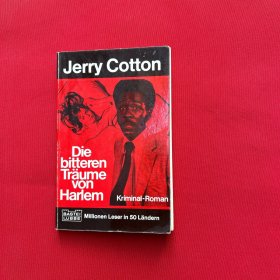 Jerry Cotton
Die
bitteren
Träume
von
Harlem
Kriminal-Roman
BASTEI
LÜBBE
Millionen Leser in 50 Ländern